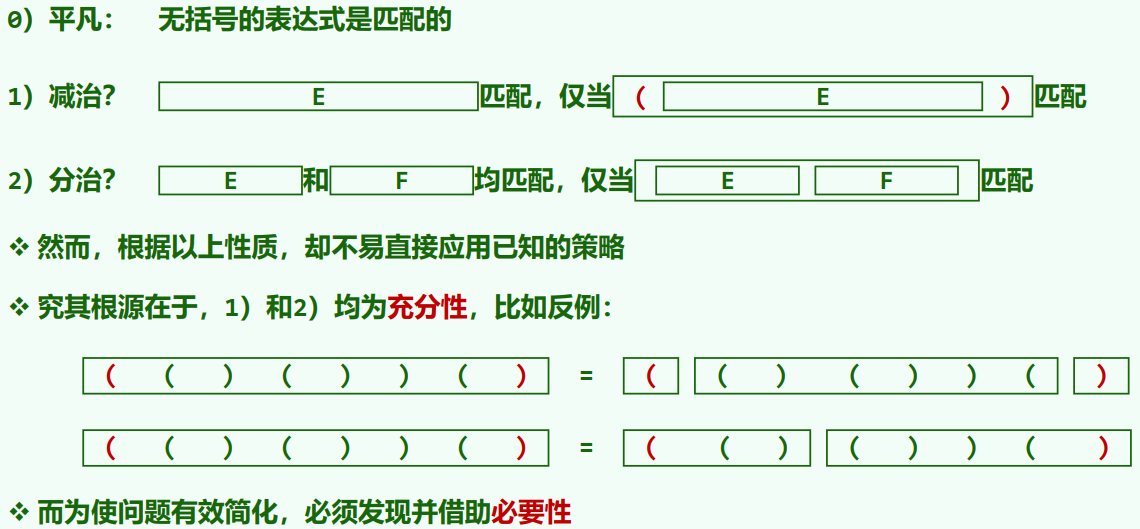 0) 平凡： 无括号的表达式是匹配的
1) 减治？ E 匹配，仅当 ( E ) 匹配
2) 分治？ E 和 F 均匹配，仅当 E F 匹配
❖ 然而，根据以上性质，却不易直接应用已知的策略
❖ 究其根源在于，1) 和2) 均为充分性，比如反例：
( ( ) ( ) ) ( ) = ( ( ) ( ) ) ( )
( ( ) ( ) ) ( ) = ( ( ) ( ) ) ( )
❖ 而为使问题有效简化，必须发现并借助必要性